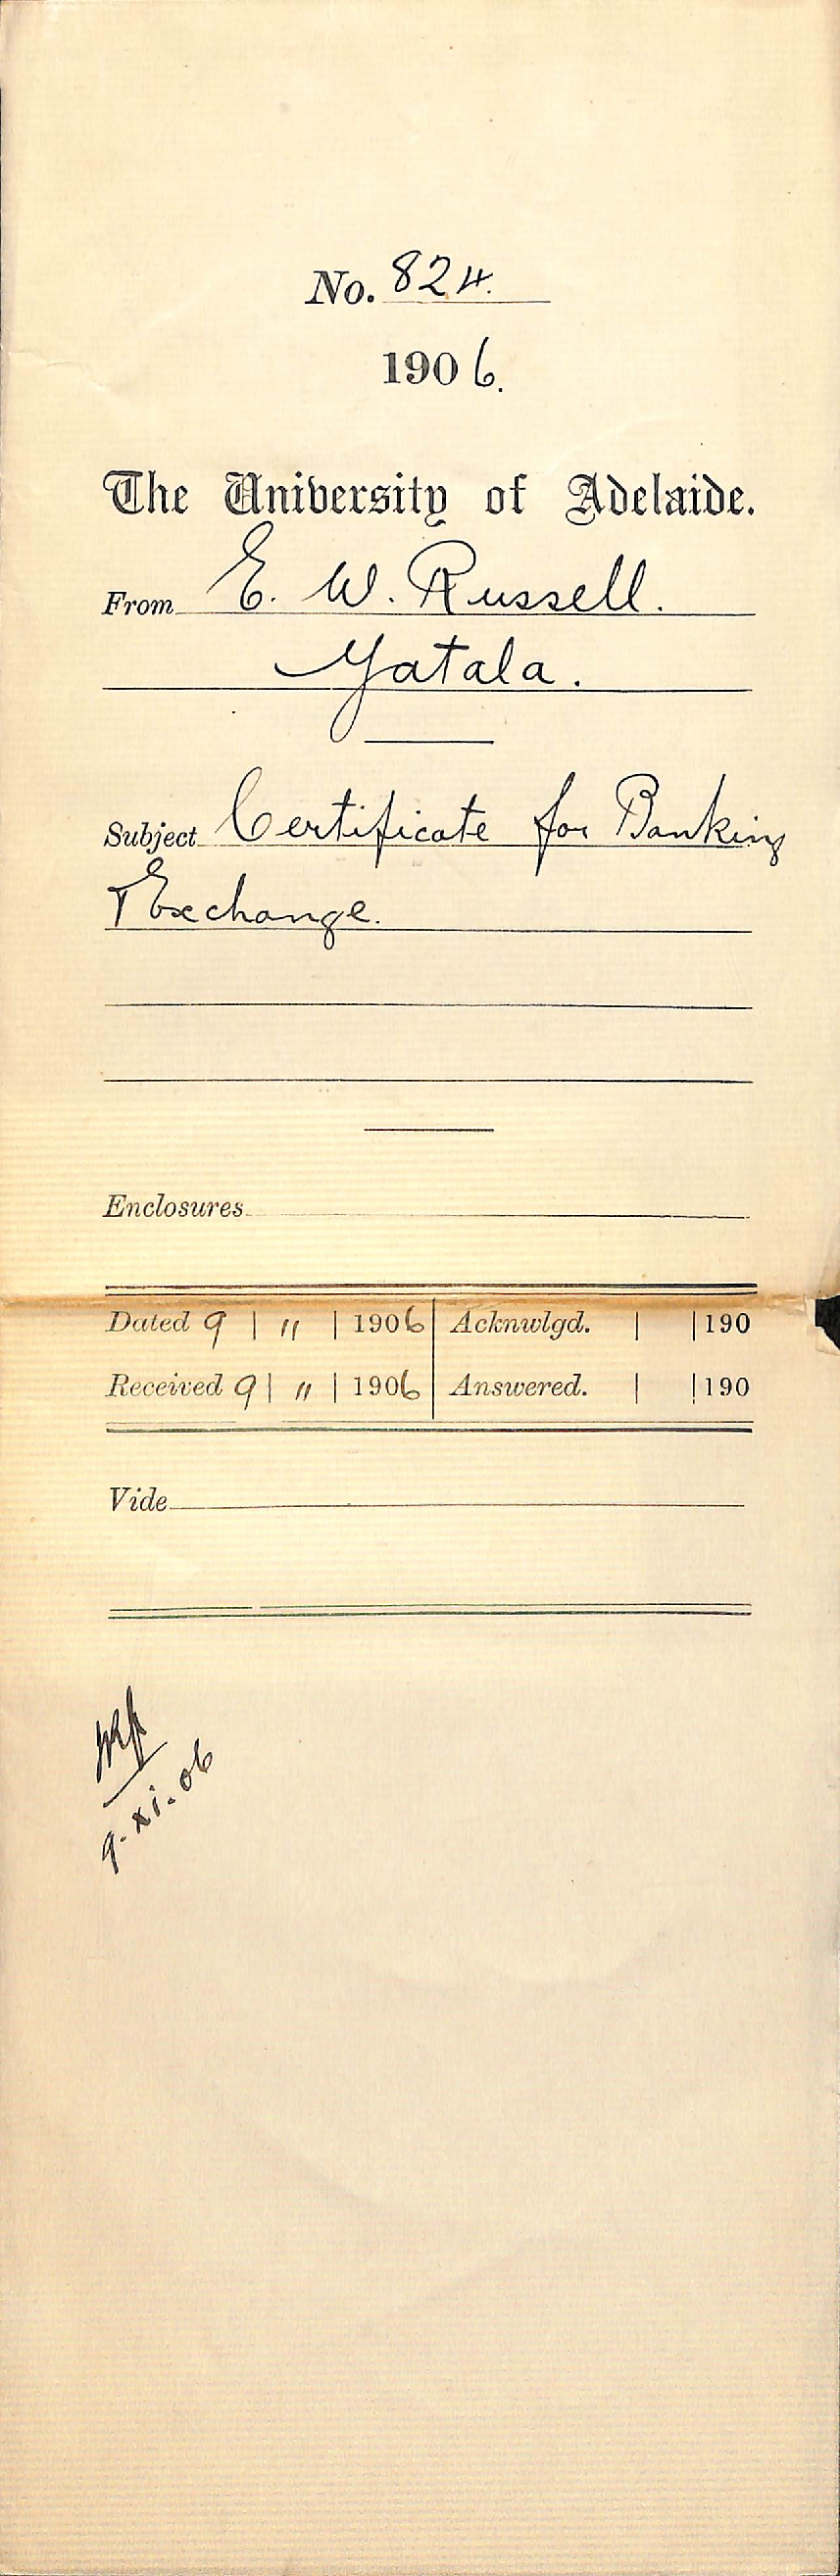 No. 824.
1906.
The University of Adelaide.
From E. W. Russell.
Yatala.
Subject Certificate for Banking
& Exchange.
Enclosures
Dated 9 | 11 | 1906 | Acknwlgd. | | 190
Received 9 | 11 | 1906 | Answered. | | 190
Vide
9.xi.06